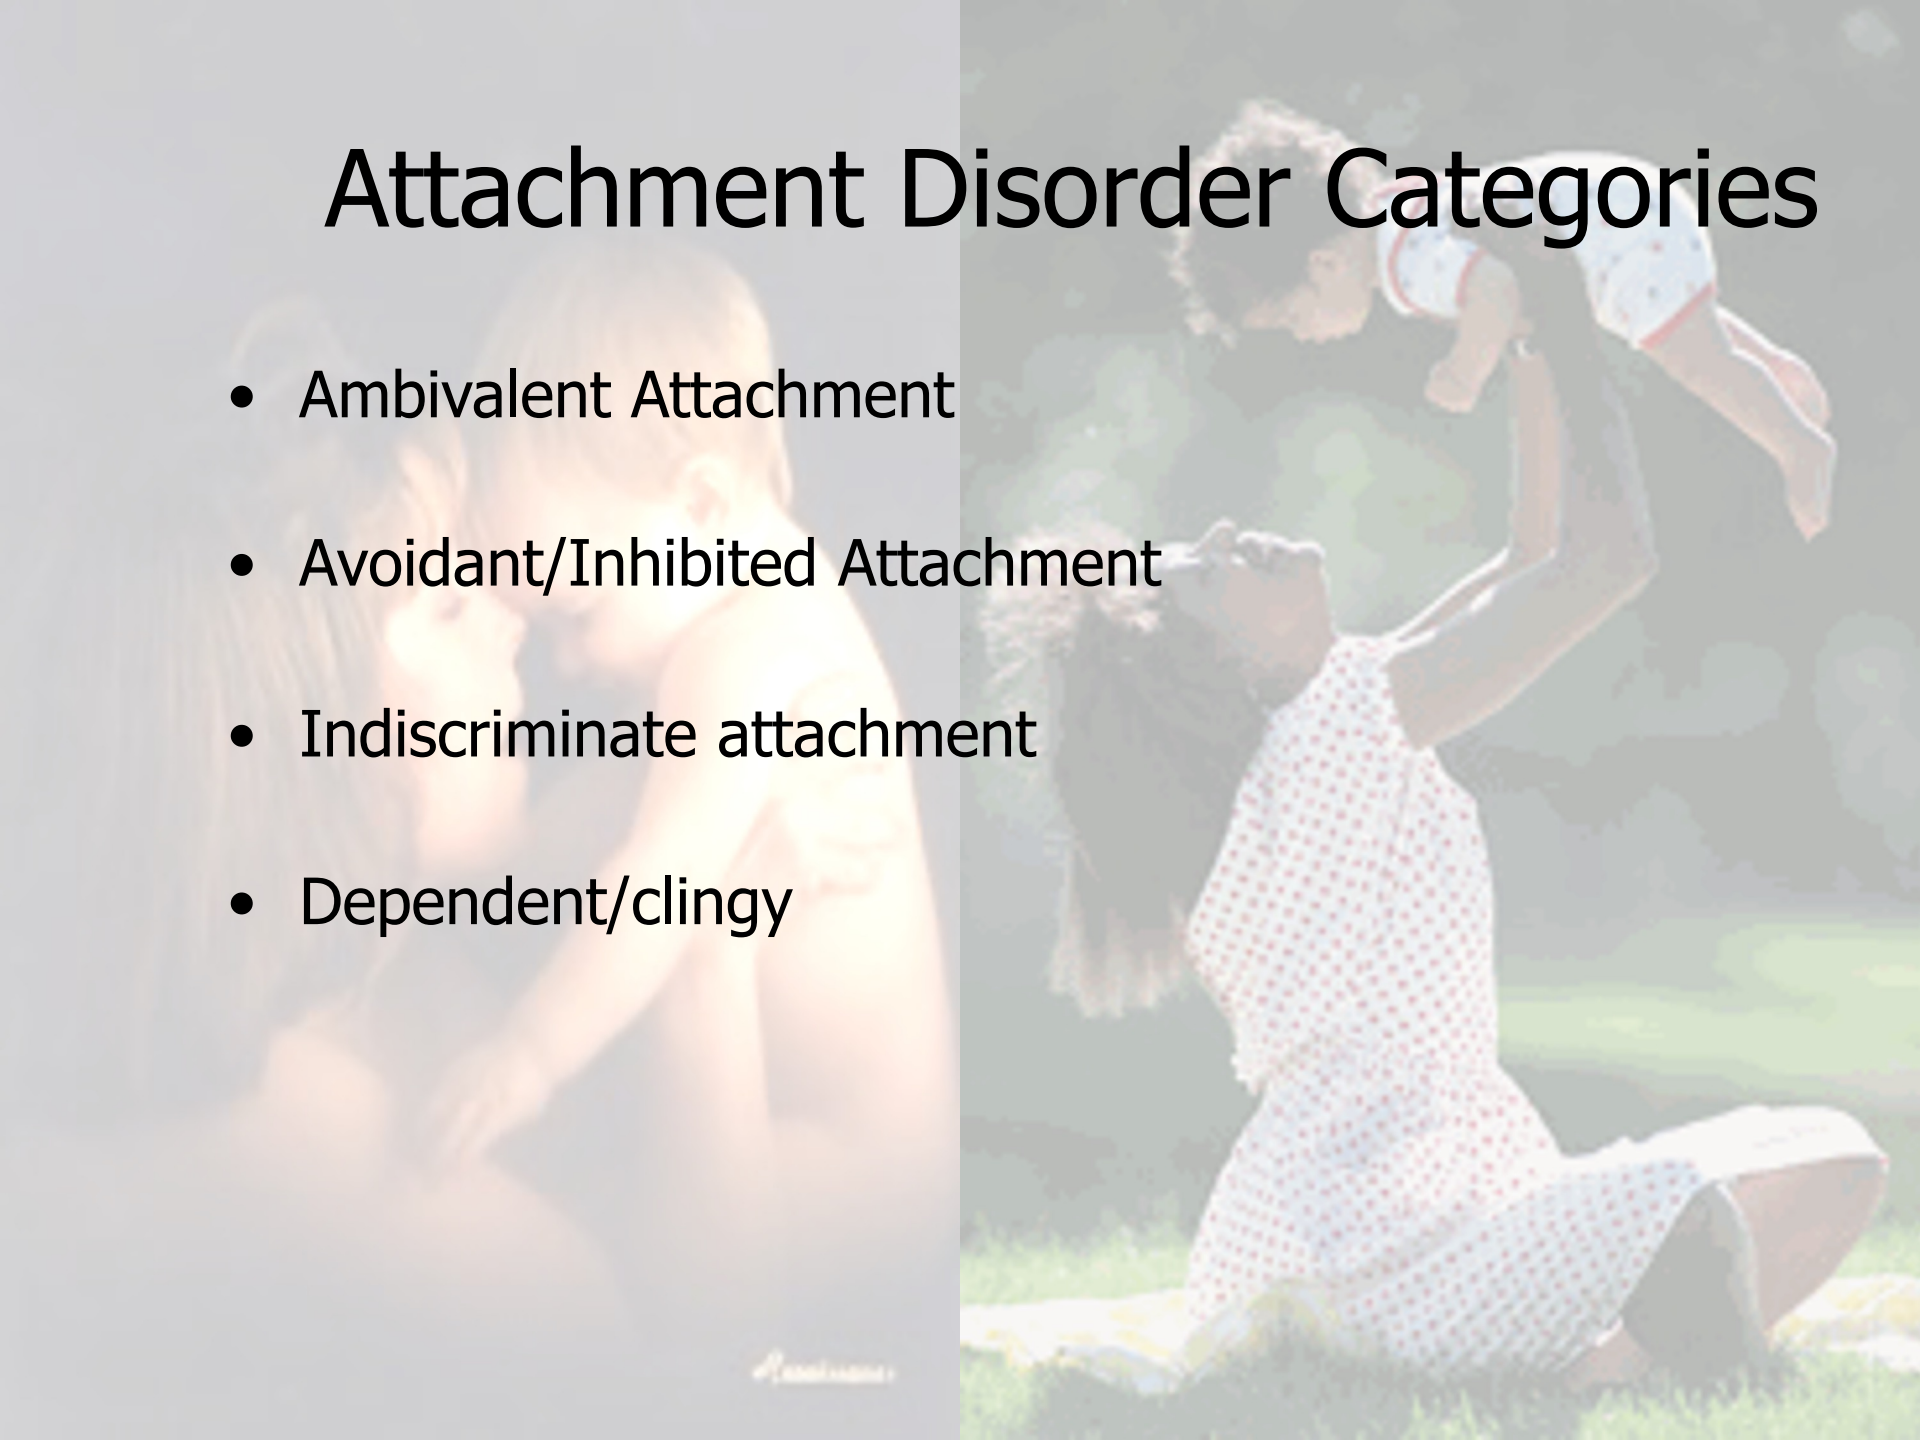 Attachment Disorder Categories
• Ambivalent Attachment
• Avoidant/Inhibited Attachment
• Indiscriminate attachment
• Dependent/clingy